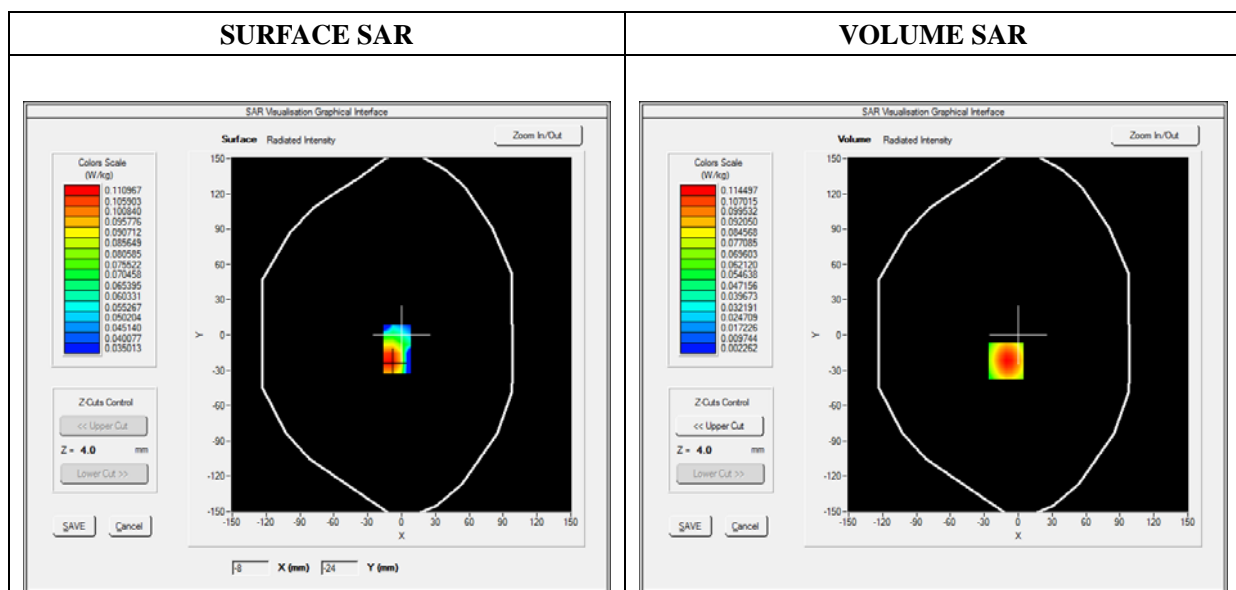 SURFACE SAR
VOLUME SAR
SAR Visualisation Graphical Interface
Surface Radiated Intensity
Zoom In/Out
Colors Scale
(W/kg)
0.110967
0.105903
0.100840
0.095776
0.090712
0.085649
0.080585
0.075522
0.070458
0.065395
0.060331
0.055267
0.050204
0.045140
0.040077
0.035013
150
120
90
60
30
0
-30
-60
-90
-120
-150
Y
-150 -120 -90 -60 -30 0 30 60 90 120 150
X
Z-Cuts Control
<< Upper Cut
Z = 4.0 mm
Lower Cut >>
SAVE Cancel
-8 X (mm) -24 Y (mm)
SAR Visualisation Graphical Interface
Volume Radiated Intensity
Zoom In/Out
Colors Scale
(W/kg)
0.114497
0.107015
0.099532
0.092050
0.084568
0.077085
0.069603
0.062120
0.054638
0.047156
0.039673
0.032191
0.024709
0.017226
0.009744
0.002262
150
120
90
60
30
0
-30
-60
-90
-120
-150
Y
-150 -120 -90 -60 -30 0 30 60 90 120 150
X
Z-Cuts Control
<< Upper Cut
Z = 4.0 mm
Lower Cut >>
SAVE Cancel